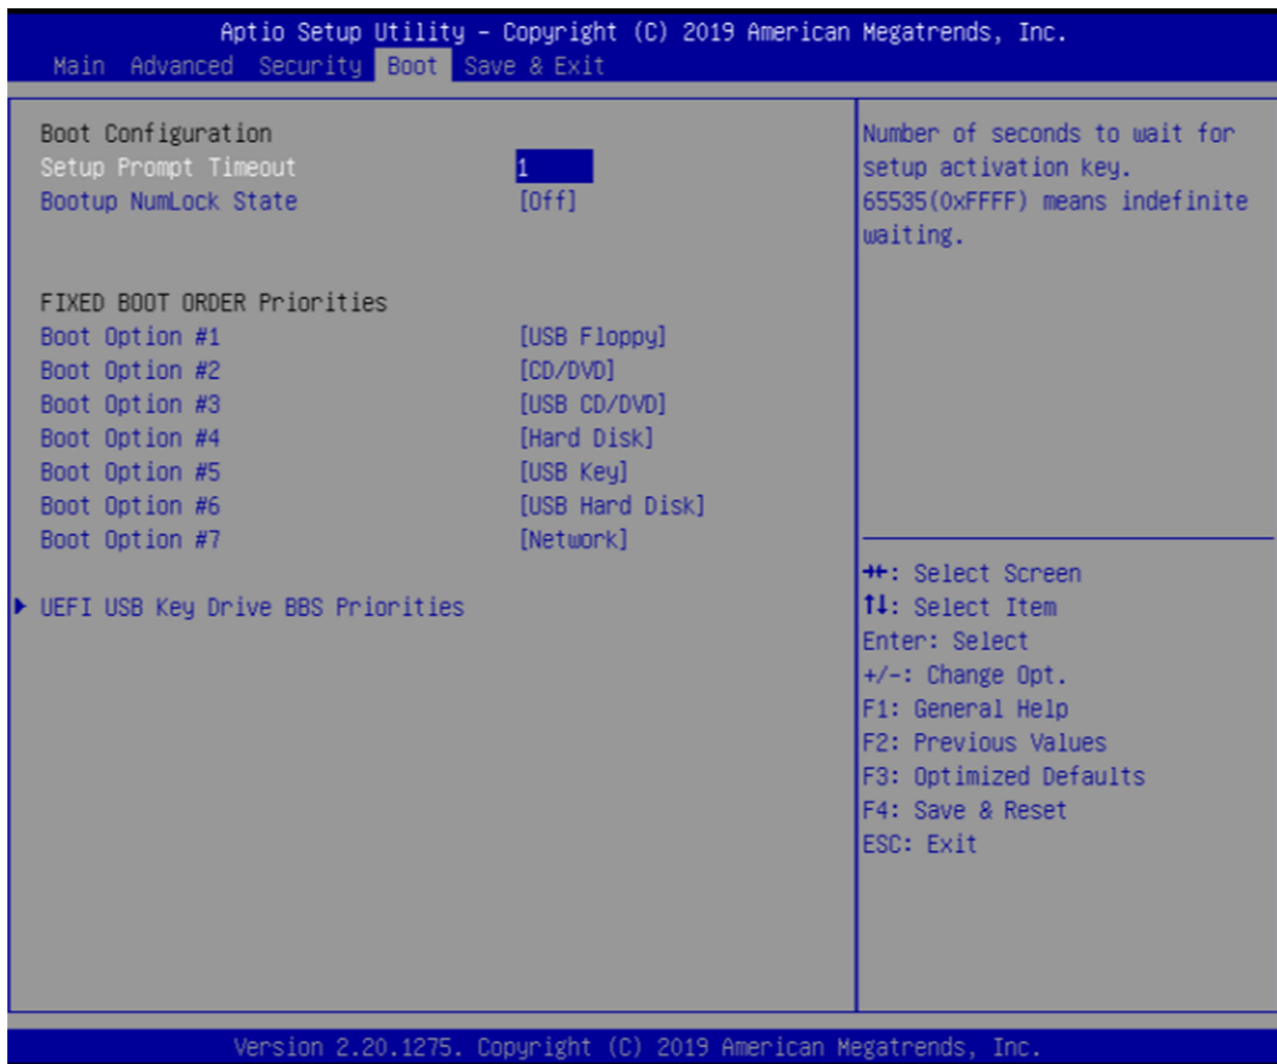 Aptio Setup Utility – Copyright (C) 2019 American Megatrends, Inc.
Main Advanced Security Boot Save & Exit
Boot Configuration
Setup Prompt Timeout 1
Bootup NumLock State [Off]
FIXED BOOT ORDER Priorities
Boot Option #1 [USB Floppy]
Boot Option #2 [CD/DVD]
Boot Option #3 [USB CD/DVD]
Boot Option #4 [Hard Disk]
Boot Option #5 [USB Key]
Boot Option #6 [USB Hard Disk]
Boot Option #7 [Network]
UEFI USB Key Drive BBS Priorities
Number of seconds to wait for
setup activation key.
65535(0xFFFF) means indefinite
waiting.
→←: Select Screen
↑↓: Select Item
Enter: Select
+/-: Change Opt.
F1: General Help
F2: Previous Values
F3: Optimized Defaults
F4: Save & Reset
ESC: Exit
Version 2.20.1275. Copyright (C) 2019 American Megatrends, Inc.